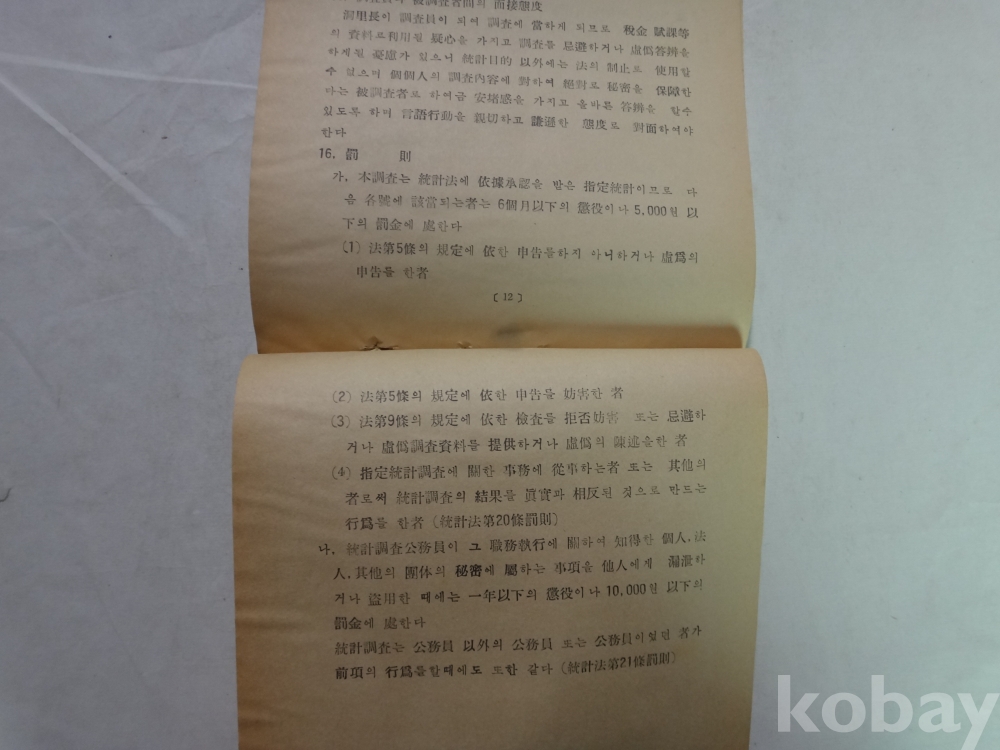 被調查者間의 面接態度
洞里長이 調査員이 되여 調査에 當하게 되므로 稅金 賦課等
의 資料로利用될 疑心을 가지고 調査를 忌避하거나 虛僞答辨을
하게될 憂慮가 있으니 統計目的 以外에는 法의 制止로 使用할
수 없으며 個個人의 調査內容에 對하여 絕對로 秘密을 保障한
다는 被調査者로 하여금 安堵感을 가지고 올바른 答辨을 할수
있도록 하며 言語行動을 親切하고 謙遜한 態度로 對面하여야
한다
16. 罰 則
가. 本調査는 統計法에 依據承認을 받은 指定統計이므로 다
음 各號에 該當되는者는 6個月以下의 懲役이나 5,000원 以
下의 罰金에 處한다
(1) 法第5條의 規定에 依한 申告를하지 아니하거나 虛爲의
申告를 한者
〔12〕
(2) 法第5條의 規定에 依한 申告를 妨害한 者
(3) 法第9條의 規定에 依한 檢査를 拒否妨害 또는 忌避하
거나 虛僞調査資料를 提供하거나 虛僞의 陳述을한 者
(4) 指定統計調査에 關한 事務에 從事하는者 또는 其他의
者로써 統計調査의 結果를 眞實과 相反된 것으로 만드는
行爲를 한者 (統計法第20條罰則)
나. 統計調査公務員이 그 職務執行에 關하여 知得한 個人.法
人.其他의 團体의 秘密에 屬하는 事項을 他人에게 漏泄하
거나 盜用한 때에는 一年以下의 懲役이나 10,000원 以下의
罰金에 處한다
統計調査는 公務員 以外의 公務員 또는 公務員이었던 者가
前項의 行爲를할때에도 또한 같다 (統計法第21條罰則)
kobay